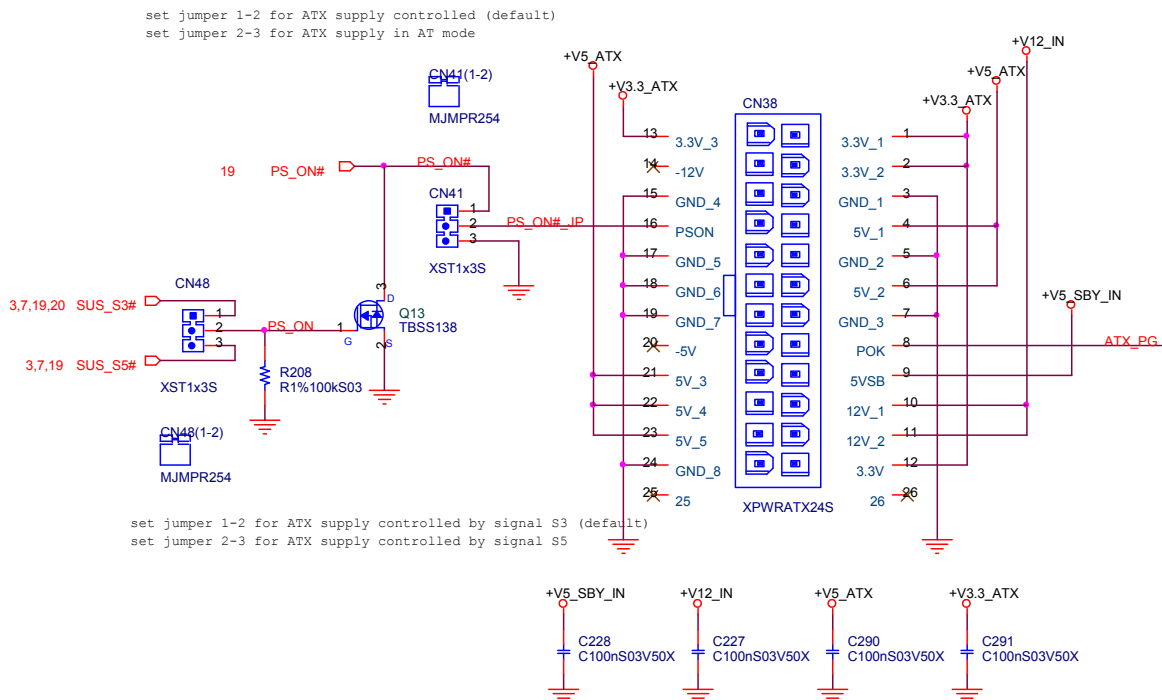 set jumper 1-2 for ATX supply controlled (default)
set jumper 2-3 for ATX supply in AT mode
CN41(1-2)
MJMPR254
19 PS_ON#
PS_ON#
CN41
1
2
3
PS_ON#_JP
XST1x3S
CN48
3,7,19,20 SUS_S3#
1
2
3
PS_ON
3,7,19 SUS_S5#
XST1x3S
R208
R1%100kS03
3
D
1
G
2
S
Q13
TBSS138
CN48(1-2)
MJMPR254
set jumper 1-2 for ATX supply controlled by signal S3 (default)
set jumper 2-3 for ATX supply controlled by signal S5
+V5_ATX
+V3.3_ATX
CN38
+V12_IN
+V5_ATX
+V3.3_ATX
13 3.3V_3
14 -12V
15 GND_4
16 PSON
17 GND_5
18 GND_6
19 GND_7
20 -5V
21 5V_3
22 5V_4
23 5V_5
24 GND_8
25 25
3.3V_1 1
3.3V_2 2
GND_1 3
5V_1 4
GND_2 5
5V_2 6
GND_3 7
POK 8
5VSB 9
12V_1 10
12V_2 11
3.3V 12
26 26
+V5_SBY_IN
ATX_PG
XPWRATX24S
+V5_SBY_IN
C228
C100nS03V50X
+V12_IN
C227
C100nS03V50X
+V5_ATX
C290
C100nS03V50X
+V3.3_ATX
C291
C100nS03V50X